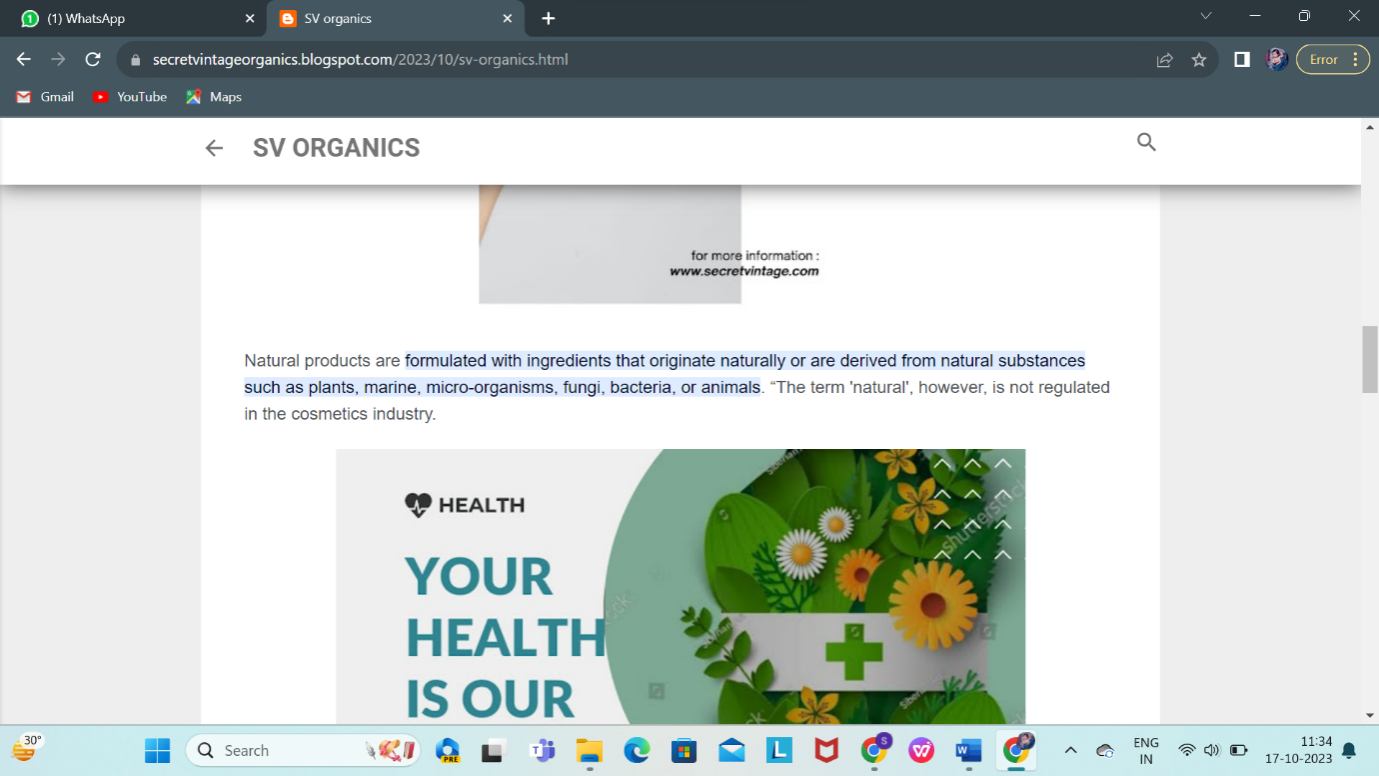 (1) WhatsApp
SV organics
secretvintageorganics.blogspot.com/2023/10/sv-organics.html
Error
Gmail
YouTube
Maps
SV ORGANICS
for more information :
www.secretvintage.com
Natural products are formulated with ingredients that originate naturally or are derived from natural substances
such as plants, marine, micro-organisms, fungi, bacteria, or animals. “The term 'natural', however, is not regulated
in the cosmetics industry.
HEALTH
YOUR
HEALTH
IS OUR
shutterstock
30°
Search
PRE
ENG
IN
11:34
17-10-2023